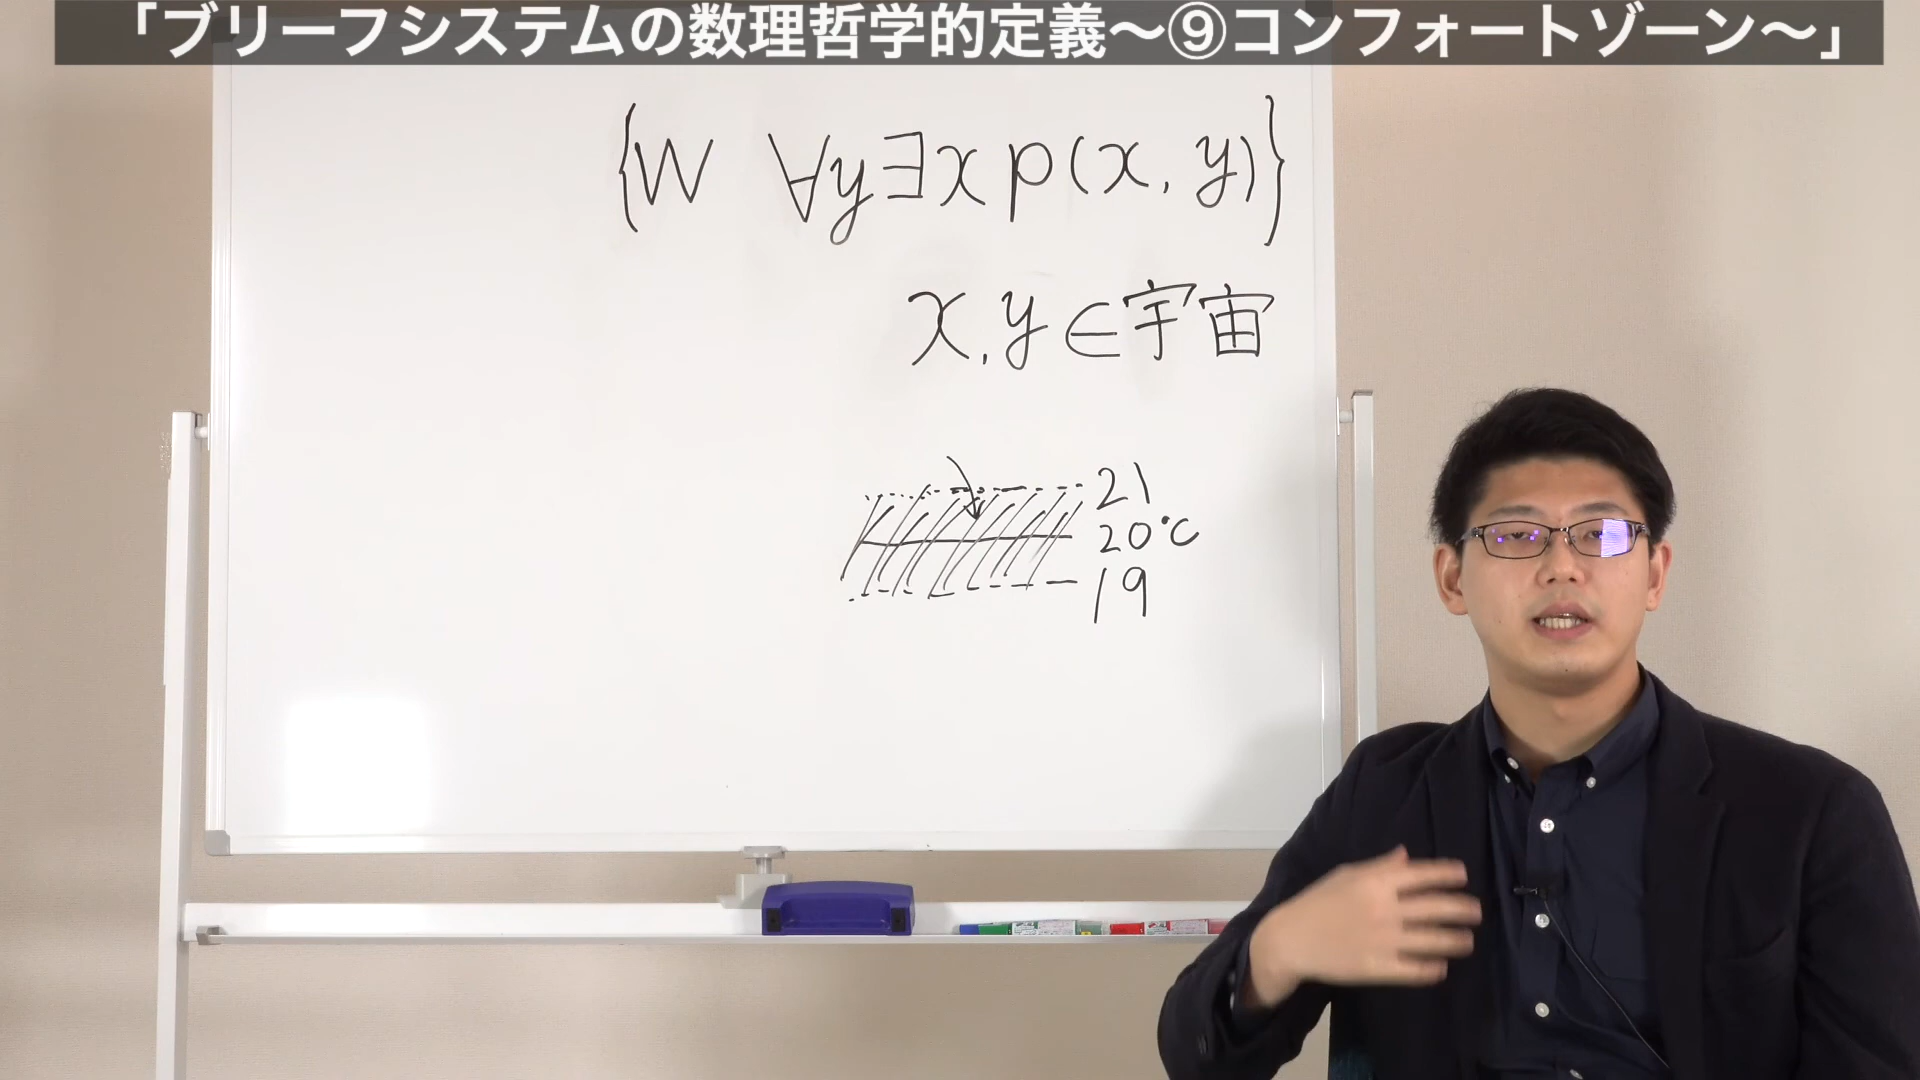 「ブリーフシステムの数理哲学的定義～⑨コンフォートゾーン～」
{W ∀y∃x p(x, y)}
x, y ∈ 宇宙
21
20℃
19